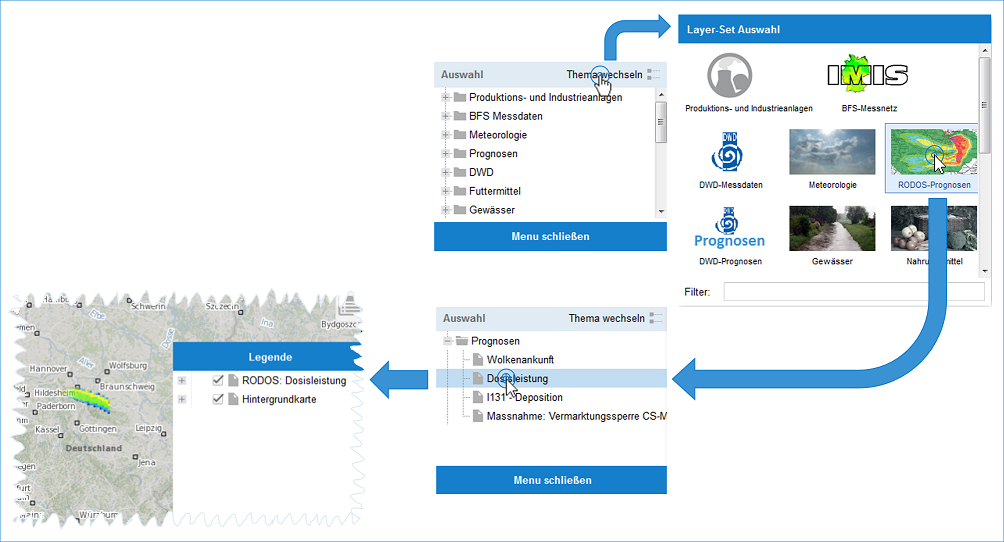 Auswahl Thema wechseln
Produktions- und Industrieanlagen
BFS Messdaten
Meteorologie
Prognosen
DWD
Futtermittel
Gewässer
Menu schließen
Layer-Set Auswahl
IMIS
Produktions- und Industrieanlagen BFS-Messnetz
DWD
DWD-Messdaten Meteorologie RODOS-Prognosen
DWD
Prognosen
DWD-Prognosen Gewässer
Filter:
Auswahl Thema wechseln
Prognosen
Wolkenankunft
Dosisleistung
I131 - Deposition
Massnahme: Vermarktungssperre CS-M
Menu schließen
Schwerin
Szczecin
Elbe
Ina
Bydgosz
Aller
Wolfsburg
Hannover
Braunschweig
Hildesheim
Paderborn
Göttingen
Kassel
Leipzig
Deutschland
Jena
Würzburg
Legende
RODOS: Dosisleistung
Hintergrundkarte